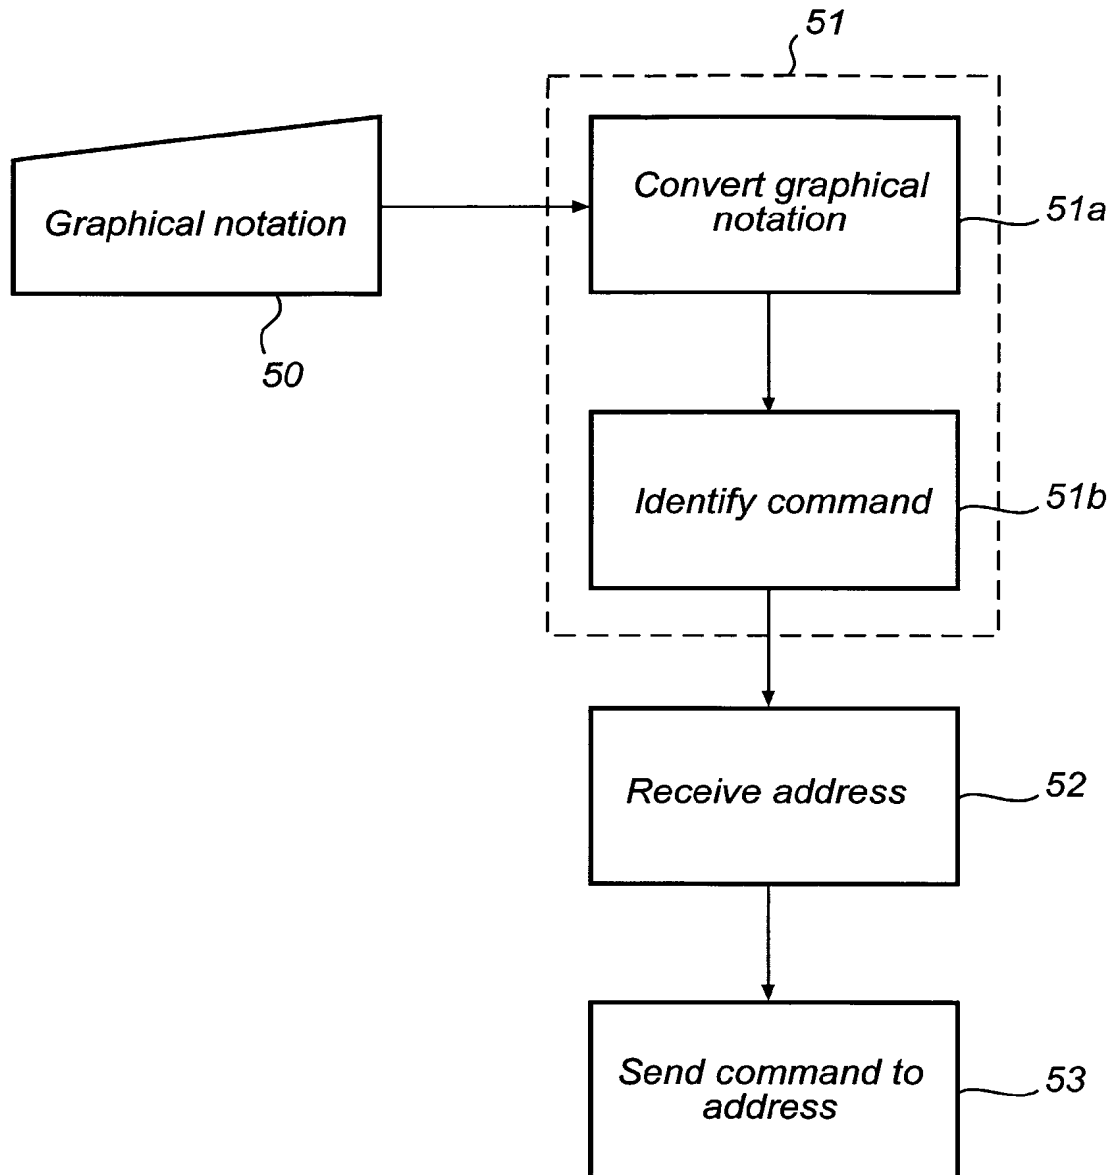 51
Graphical notation
50
Convert graphical
notation
51a
Identify command
51b
Receive address
52
Send command to
address
53